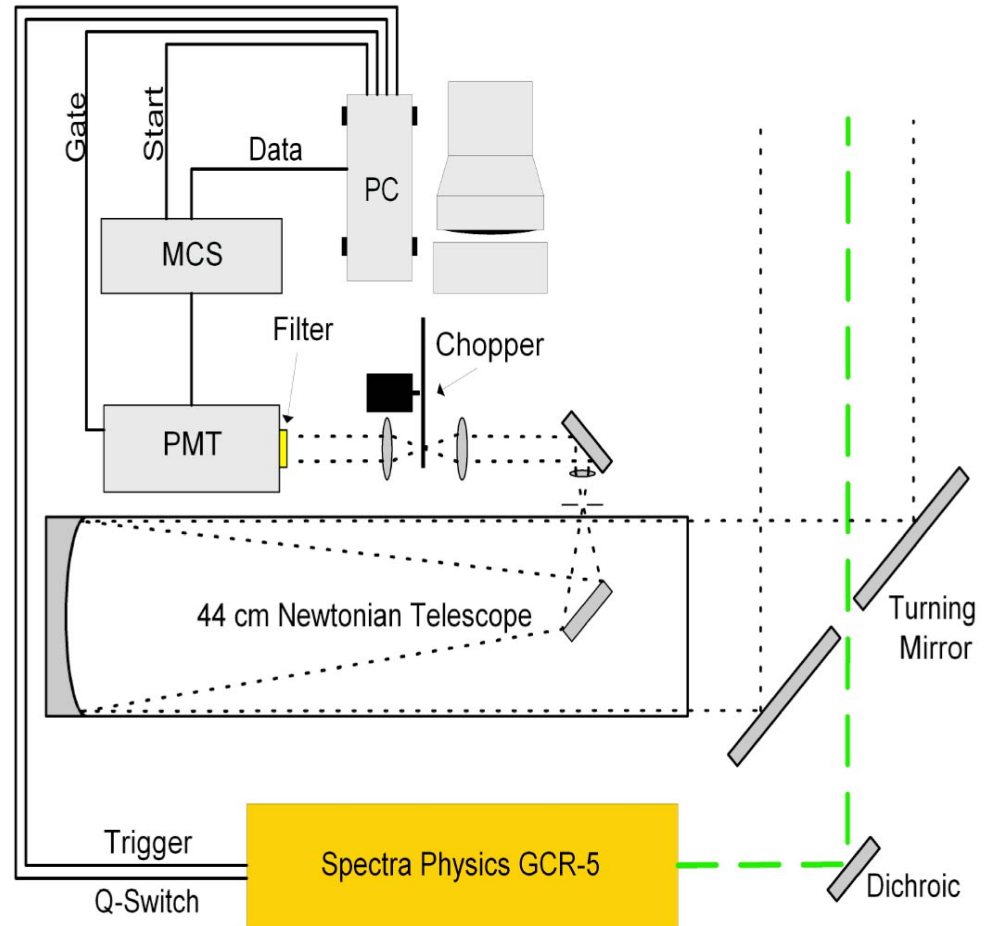 Gate
Start
Data
PC
MCS
Filter
Chopper
PMT
44 cm Newtonian Telescope
Turning
Mirror
Trigger
Spectra Physics GCR-5
Q-Switch
Dichroic